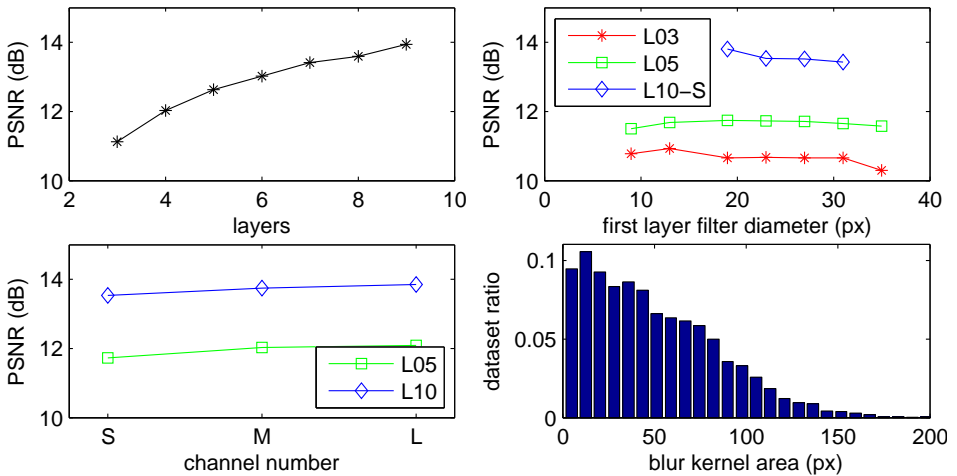 PSNR (dB)
14
12
10
2
4
6
8
10
layers
PSNR (dB)
14
12
10
0
10
20
30
40
first layer filter diameter (px)
L03
L05
L10−S
PSNR (dB)
14
12
10
S
M
L
channel number
L05
L10
dataset ratio
0.1
0.05
0
0
50
100
150
200
blur kernel area (px)